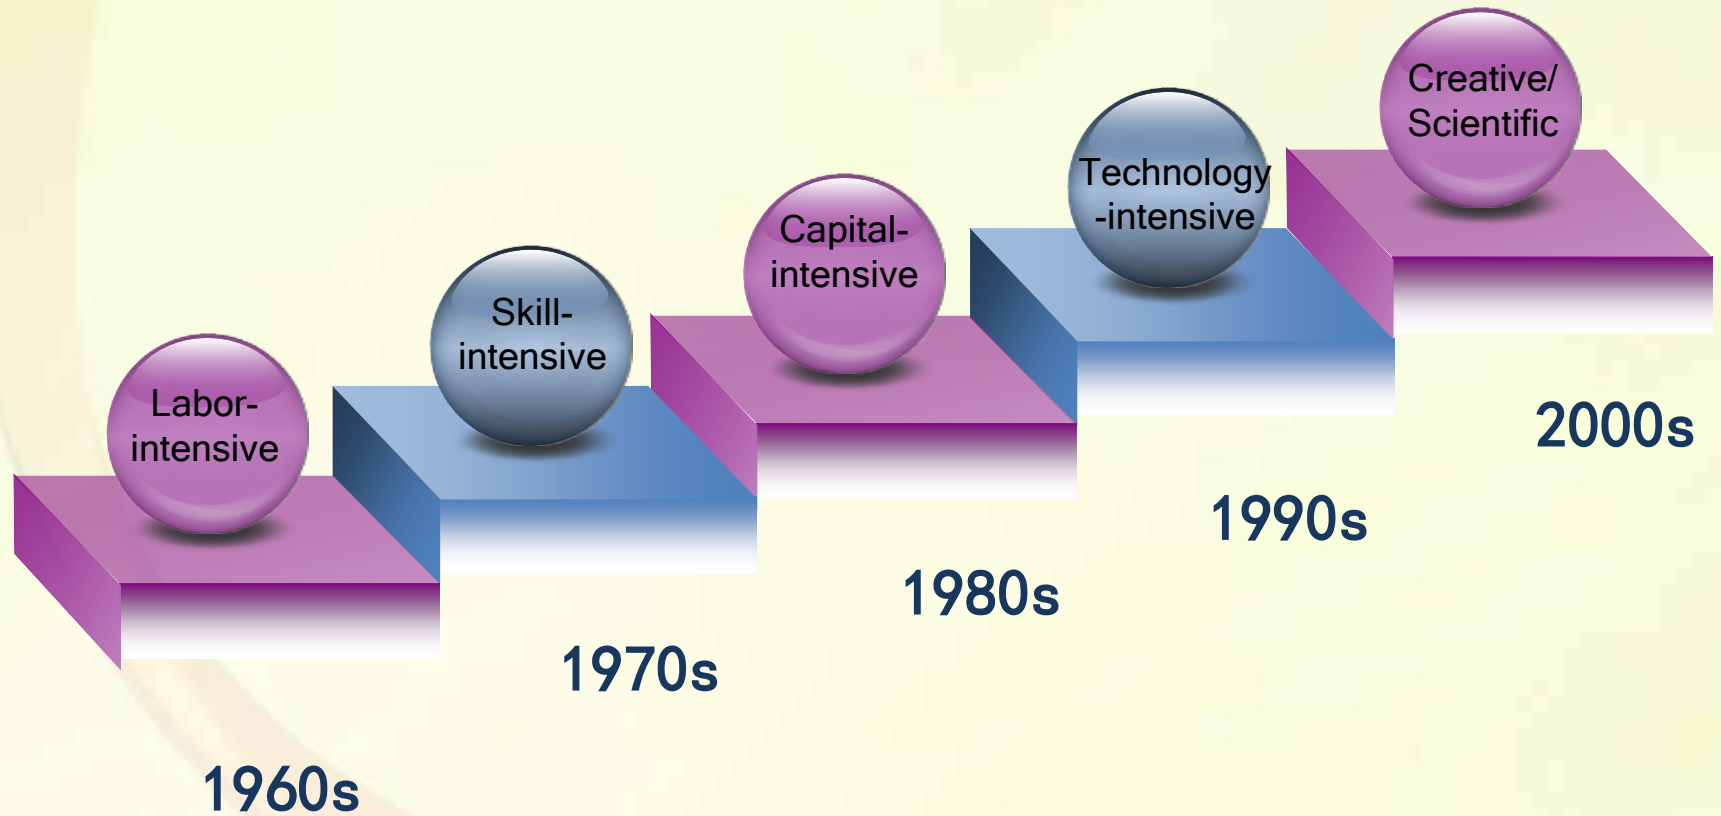 Labor-
intensive
1960s
Skill-
intensive
1970s
Capital-
intensive
1980s
Technology
-intensive
1990s
Creative/
Scientific
2000s